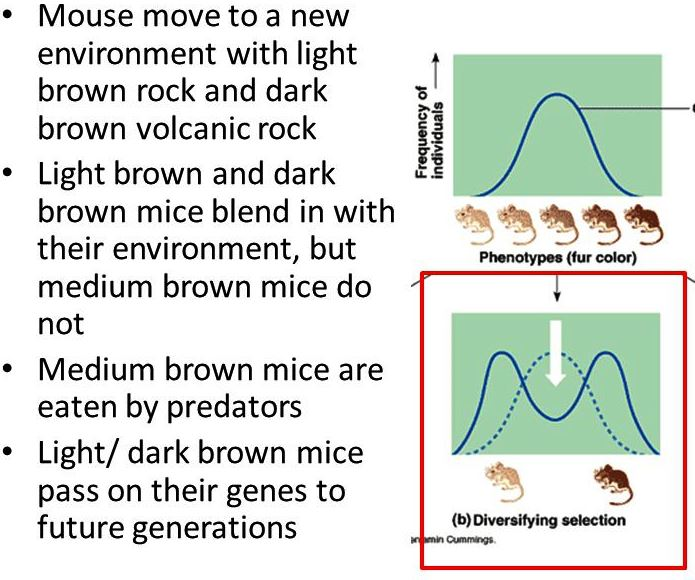 • Mouse move to a new
environment with light
brown rock and dark
brown volcanic rock
• Light brown and dark
brown mice blend in with
their environment, but
medium brown mice do
not
• Medium brown mice are
eaten by predators
• Light/ dark brown mice
pass on their genes to
future generations
Frequency of
individuals
Phenotypes (fur color)
(b) Diversifying selection
Cummings.